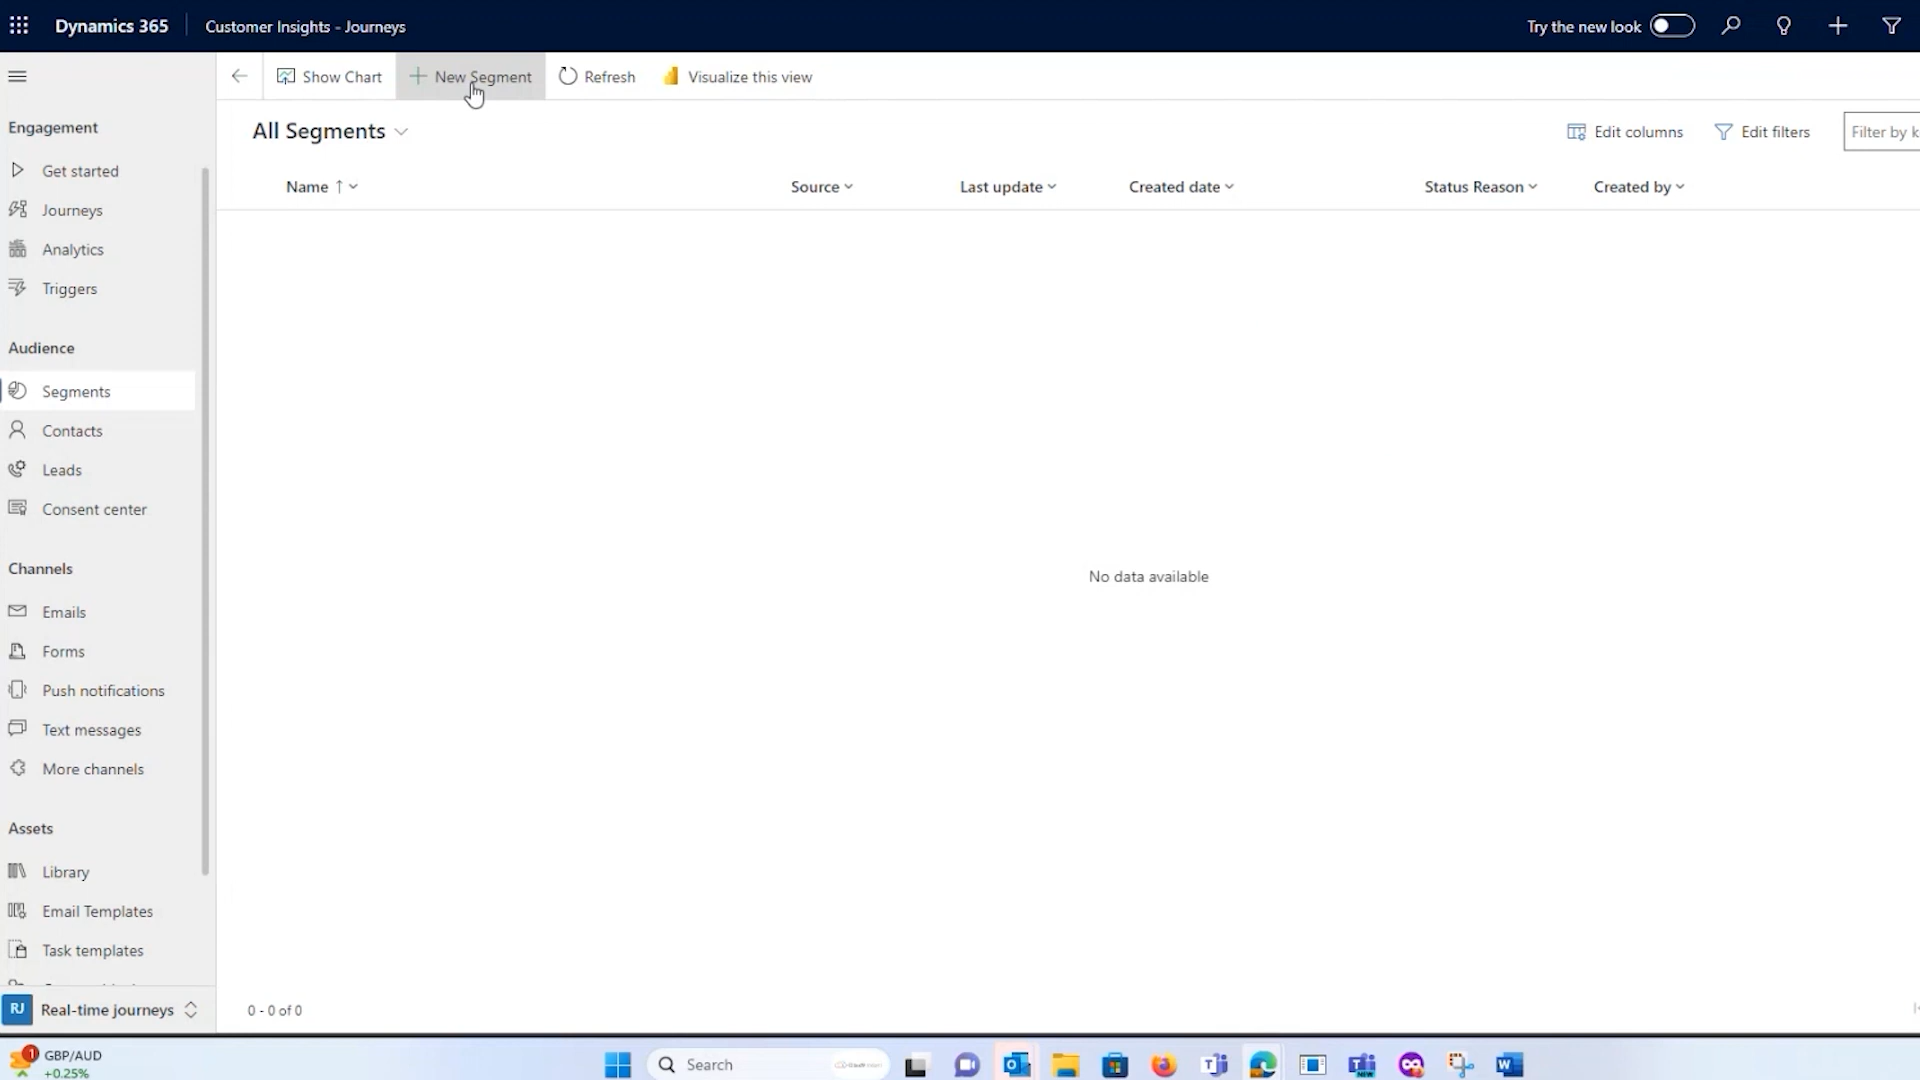 Dynamics 365
Customer Insights - Journeys
Try the new look
Show Chart
New Segment
Refresh
Visualize this view
All Segments
Edit columns
Edit filters
Filter by k
Name
Source
Last update
Created date
Status Reason
Created by
Engagement
Get started
Journeys
Analytics
Triggers
Audience
Segments
Contacts
Leads
Consent center
Channels
Emails
Forms
Push notifications
Text messages
More channels
Assets
Library
Email Templates
Task templates
RJ
Real-time journeys
No data available
0 - 0 of 0
1
GBP/AUD
+0.25%
Search
NEW